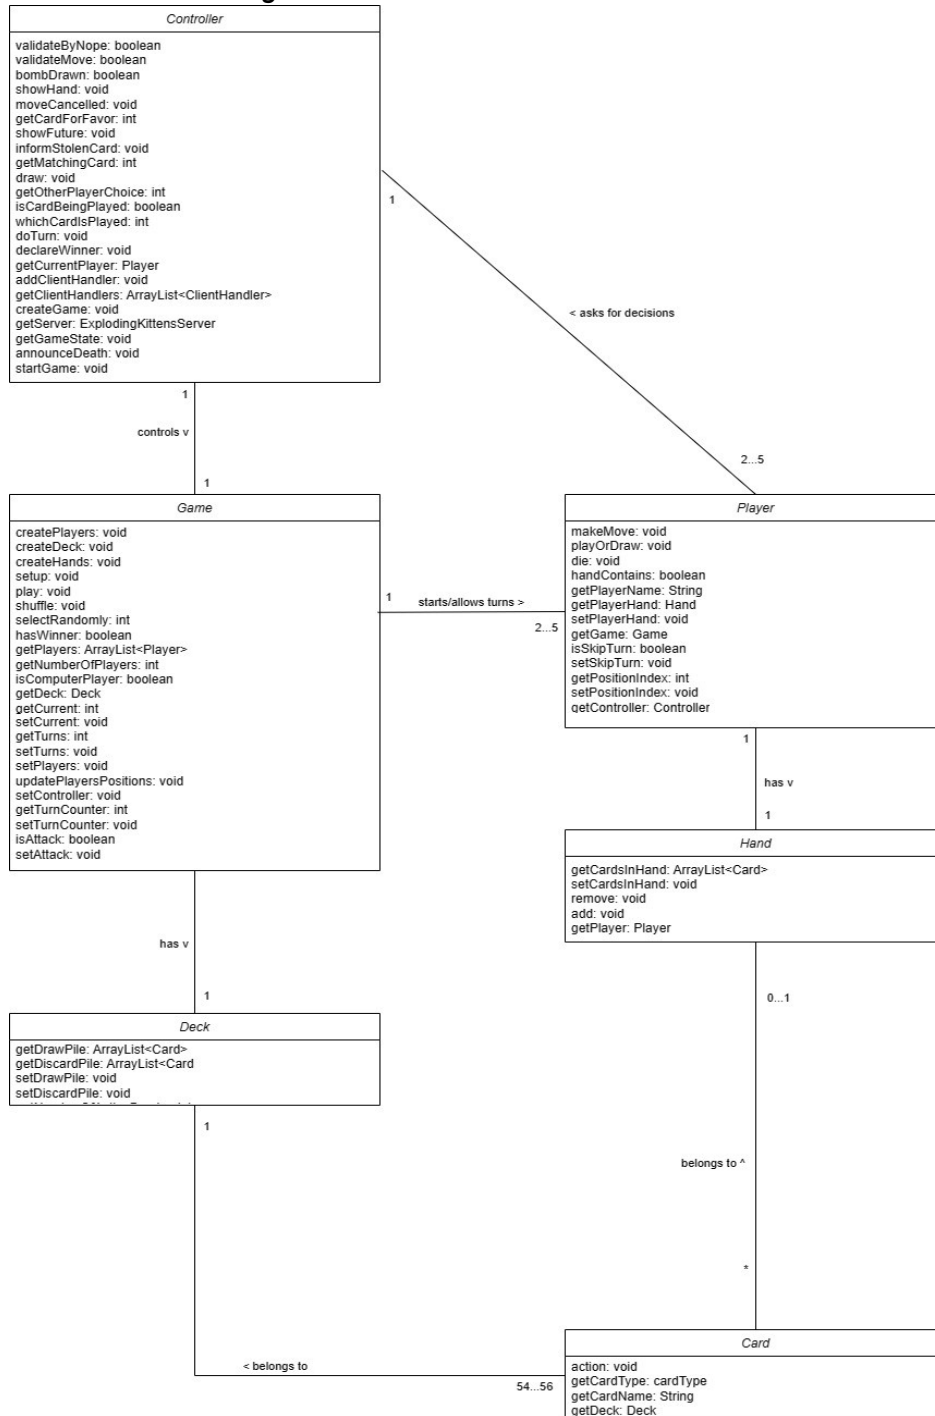 Controller
validateByNope: boolean
validateMove: boolean
bombDrawn: boolean
showHand: void
moveCancelled: void
getCardForFavor: int
showFuture: void
informStolenCard: void
getMatchingCard: int
draw: void
getOtherPlayerChoice: int
isCardBeingPlayed: boolean
whichCardIsPlayed: int
doTurn: void
declareWinner: void
getCurrentPlayer: Player
addClientHandler: void
getClientHandlers: ArrayList<ClientHandler>
createGame: void
getServer: ExplodingKittensServer
getGameState: void
announceDeath: void
startGame: void
1
< asks for decisions
2...5
1
controls v
1
Game
createPlayers: void
createDeck: void
createHands: void
setup: void
play: void
shuffle: void
selectRandomly: int
hasWinner: boolean
getPlayers: ArrayList<Player>
getNumberOfPlayers: int
isComputerPlayer: boolean
getDeck: Deck
getCurrent: int
setCurrent: void
getTurns: int
setTurns: void
setPlayers: void
updatePlayersPositions: void
setController: void
getTurnCounter: int
setTurnCounter: void
isAttack: boolean
setAttack: void
1
starts/allows turns >
2...5
Player
makeMove: void
playOrDraw: void
die: void
handContains: boolean
getPlayerName: String
getPlayerHand: Hand
setPlayerHand: void
getGame: Game
isSkipTurn: boolean
setSkipTurn: void
getPositionIndex: int
setPositionIndex: void
getController: Controller
1
has v
1
Hand
getCardsInHand: ArrayList<Card>
setCardsInHand: void
remove: void
add: void
getPlayer: Player
has v
1
Deck
getDrawPile: ArrayList<Card>
getDiscardPile: ArrayList<Card
setDrawPile: void
setDiscardPile: void
1
0...1
belongs to ^
*
< belongs to
54...56
Card
action: void
getCardType: cardType
getCardName: String
getDeck: Deck